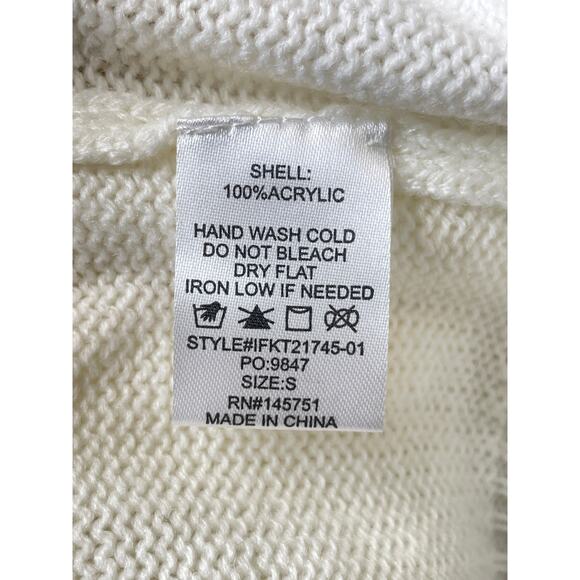 SHELL:
100%ACRYLIC
HAND WASH COLD
DO NOT BLEACH
DRY FLAT
IRON LOW IF NEEDED
STYLE#IFKT21745-01
PO:9847
SIZE:S
RN#145751
MADE IN CHINA